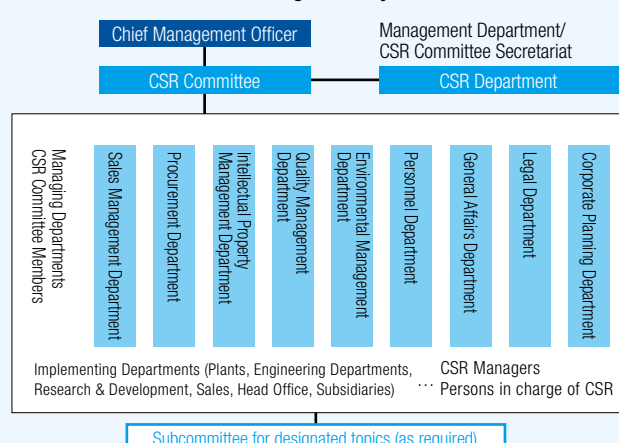 Chief Management Officer
Management Department/
CSR Committee Secretariat
CSR Committee
CSR Department
Managing Departments
CSR Committee Members
Sales Management Department
Procurement Department
Intellectual Property
Management Department
Quality Management
Department
Environmental Management
Department
Personnel Department
General Affairs Department
Legal Department
Corporate Planning Department
Implementing Departments (Plants, Engineering Departments,
Research & Development, Sales, Head Office, Subsidiaries)
… CSR Managers
Persons in charge of CSR
Subcommittee for designated topics (as required)